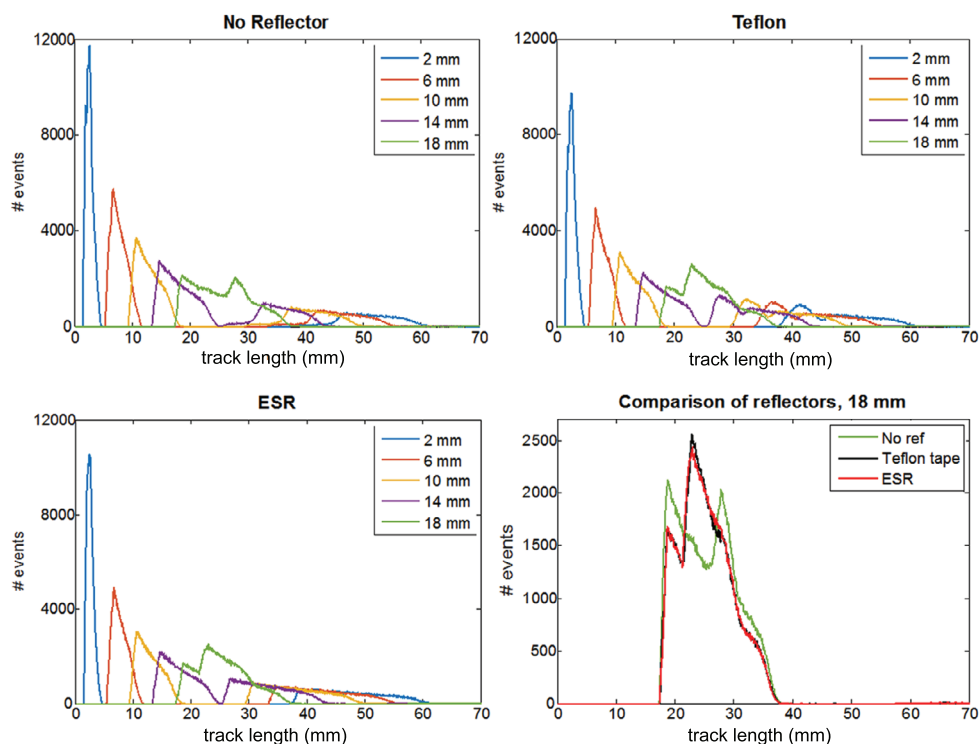 No Reflector
12000
8000
4000
0
# events
2 mm
6 mm
10 mm
14 mm
18 mm
0 10 20 30 40 50 60 70
track length (mm)
Teflon
12000
8000
4000
0
# events
2 mm
6 mm
10 mm
14 mm
18 mm
0 10 20 30 40 50 60 70
track length (mm)
ESR
12000
8000
4000
0
# events
2 mm
6 mm
10 mm
14 mm
18 mm
0 10 20 30 40 50 60 70
track length (mm)
Comparison of reflectors, 18 mm
2500
2000
1500
1000
500
0
# events
No ref
Teflon tape
ESR
0 10 20 30 40 50 60 70
track length (mm)